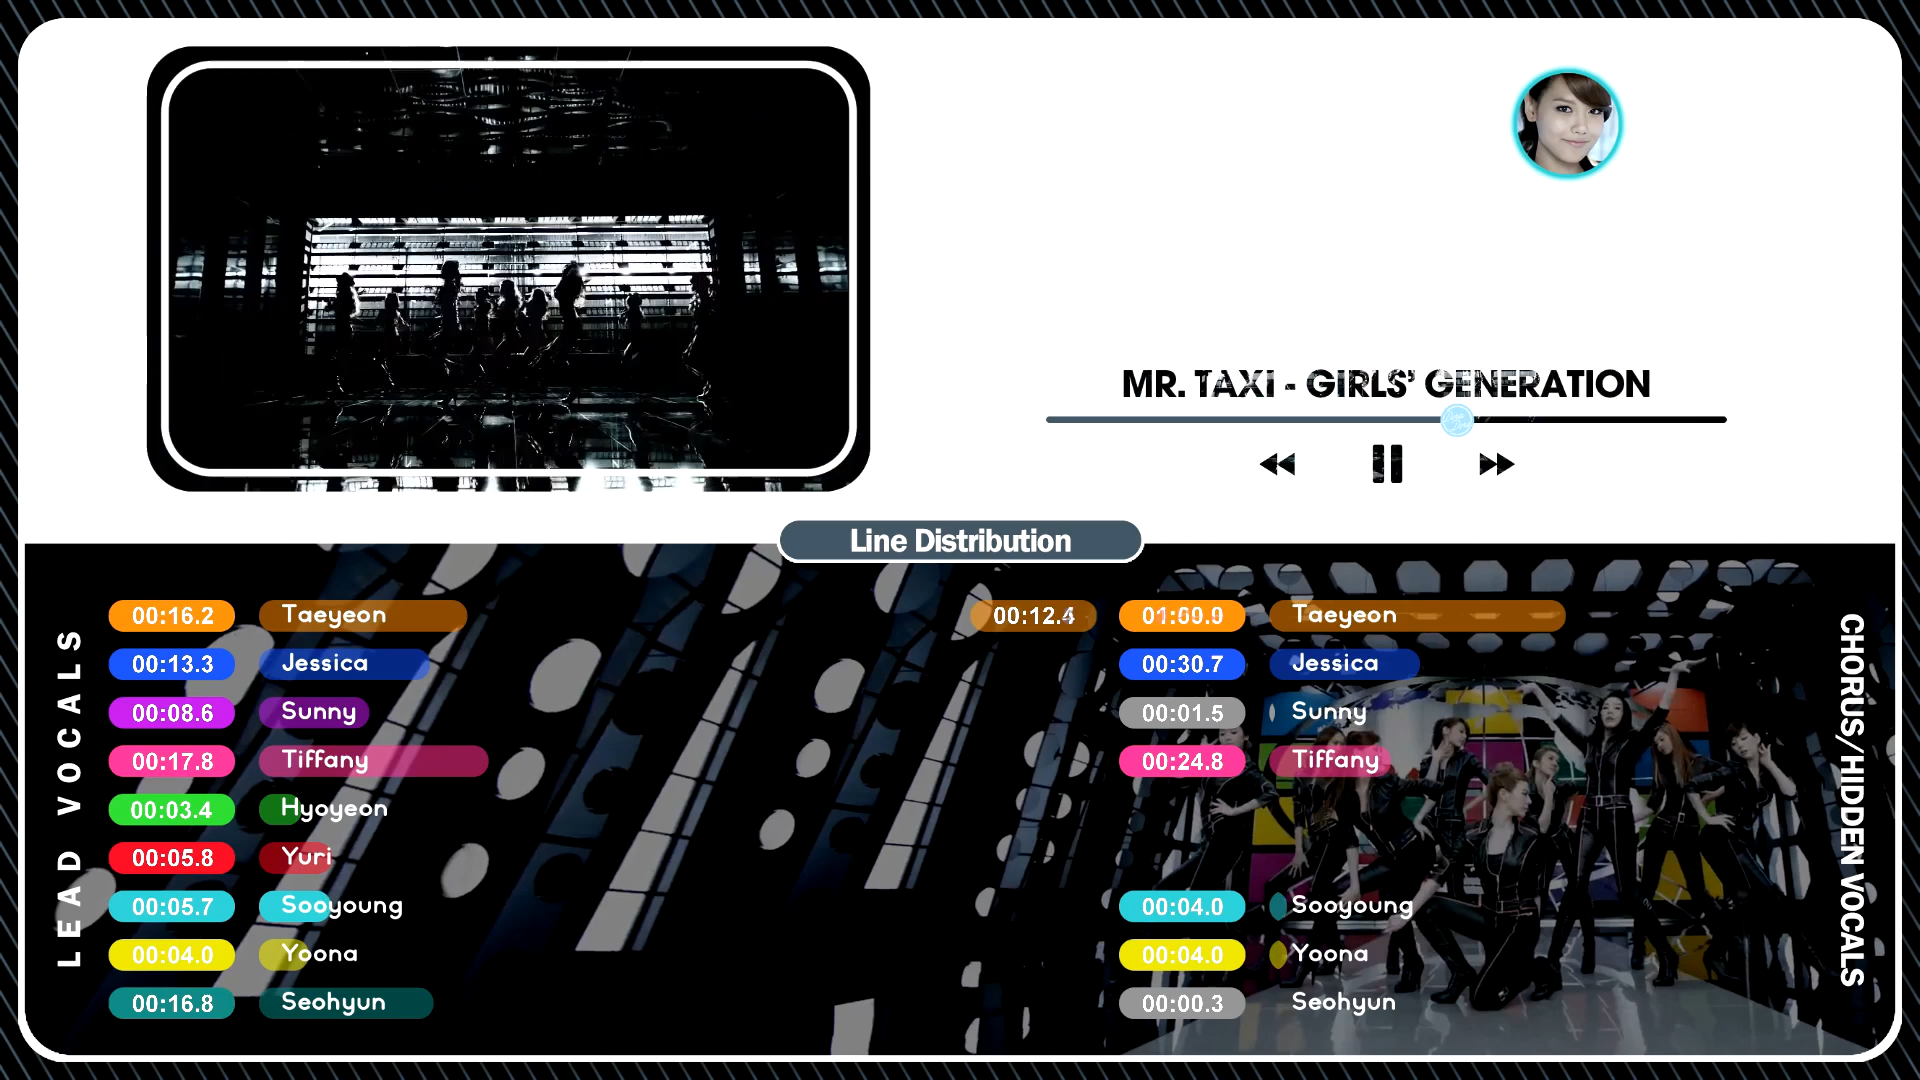 MR. TAXI - GIRLS' GENERATION
Line Distribution
LEAD VOCALS
00:16.2 Taeyeon
00:13.3 Jessica
00:08.6 Sunny
00:17.8 Tiffany
00:03.4 Hyoyeon
00:05.8 Yuri
00:05.7 Sooyoung
00:04.0 Yoona
00:16.8 Seohyun
00:12.4 01:00.9 Taeyeon
00:30.7 Jessica
00:01.5 Sunny
00:24.8 Tiffany
00:04.0 Sooyoung
00:04.0 Yoona
00:00.3 Seohyun
CHORUS/HIDDEN VOCALS